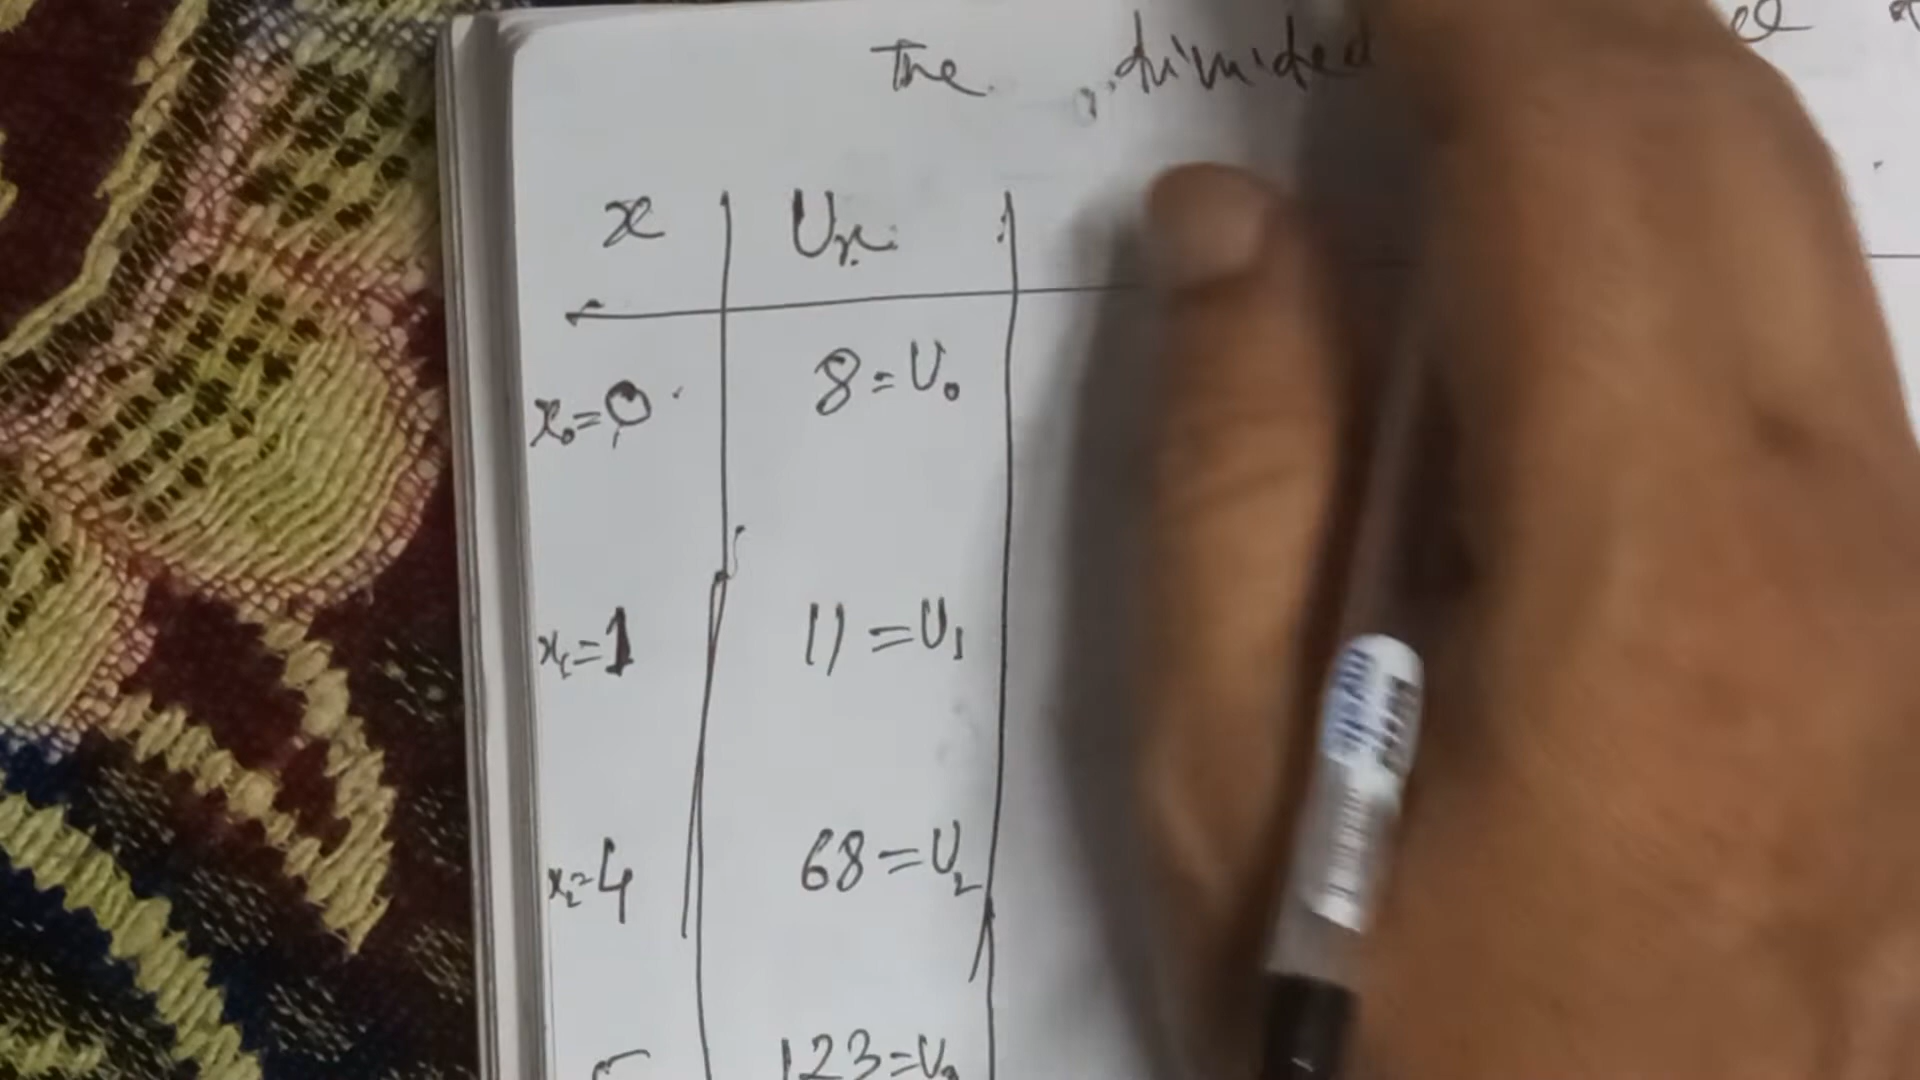 The divided
x Ux
x₀=0 8=U₀
x₁=1 11=U₁
x₂=4 68=U₂
123=U₃